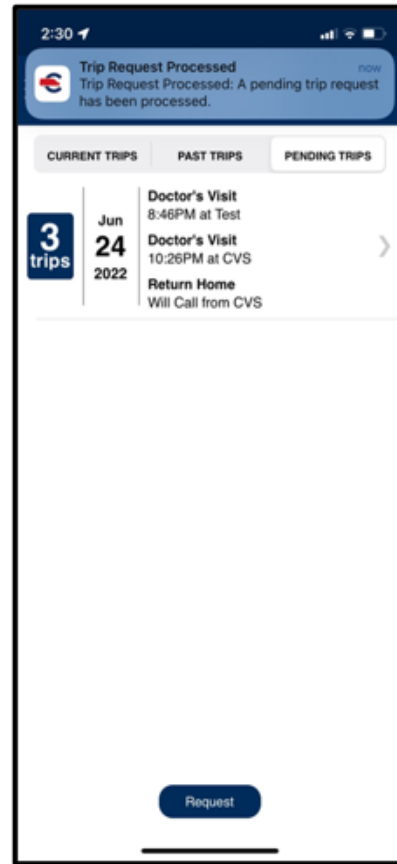 2:30
Trip Request Processed
now
Trip Request Processed: A pending trip request
has been processed.
CURRENT TRIPS
PAST TRIPS
PENDING TRIPS
3
trips
Jun
24
2022
Doctor's Visit
8:46PM at Test
Doctor's Visit
10:26PM at CVS
Return Home
Will Call from CVS
Request